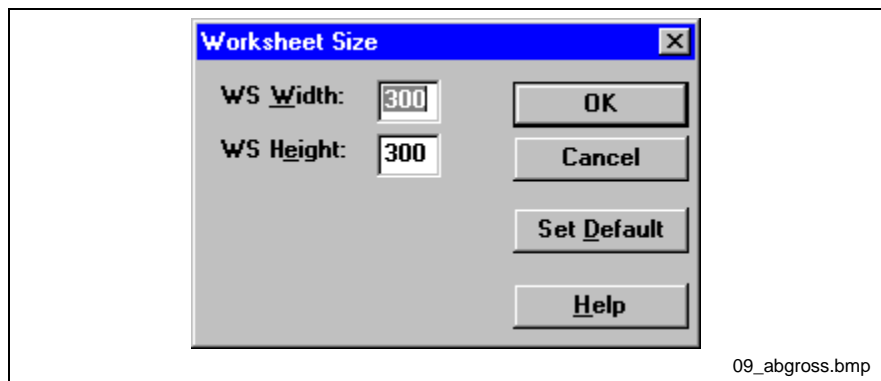 Worksheet Size
WS Width: 300
OK
WS Height: 300
Cancel
Set Default
Help
09_abgross.bmp